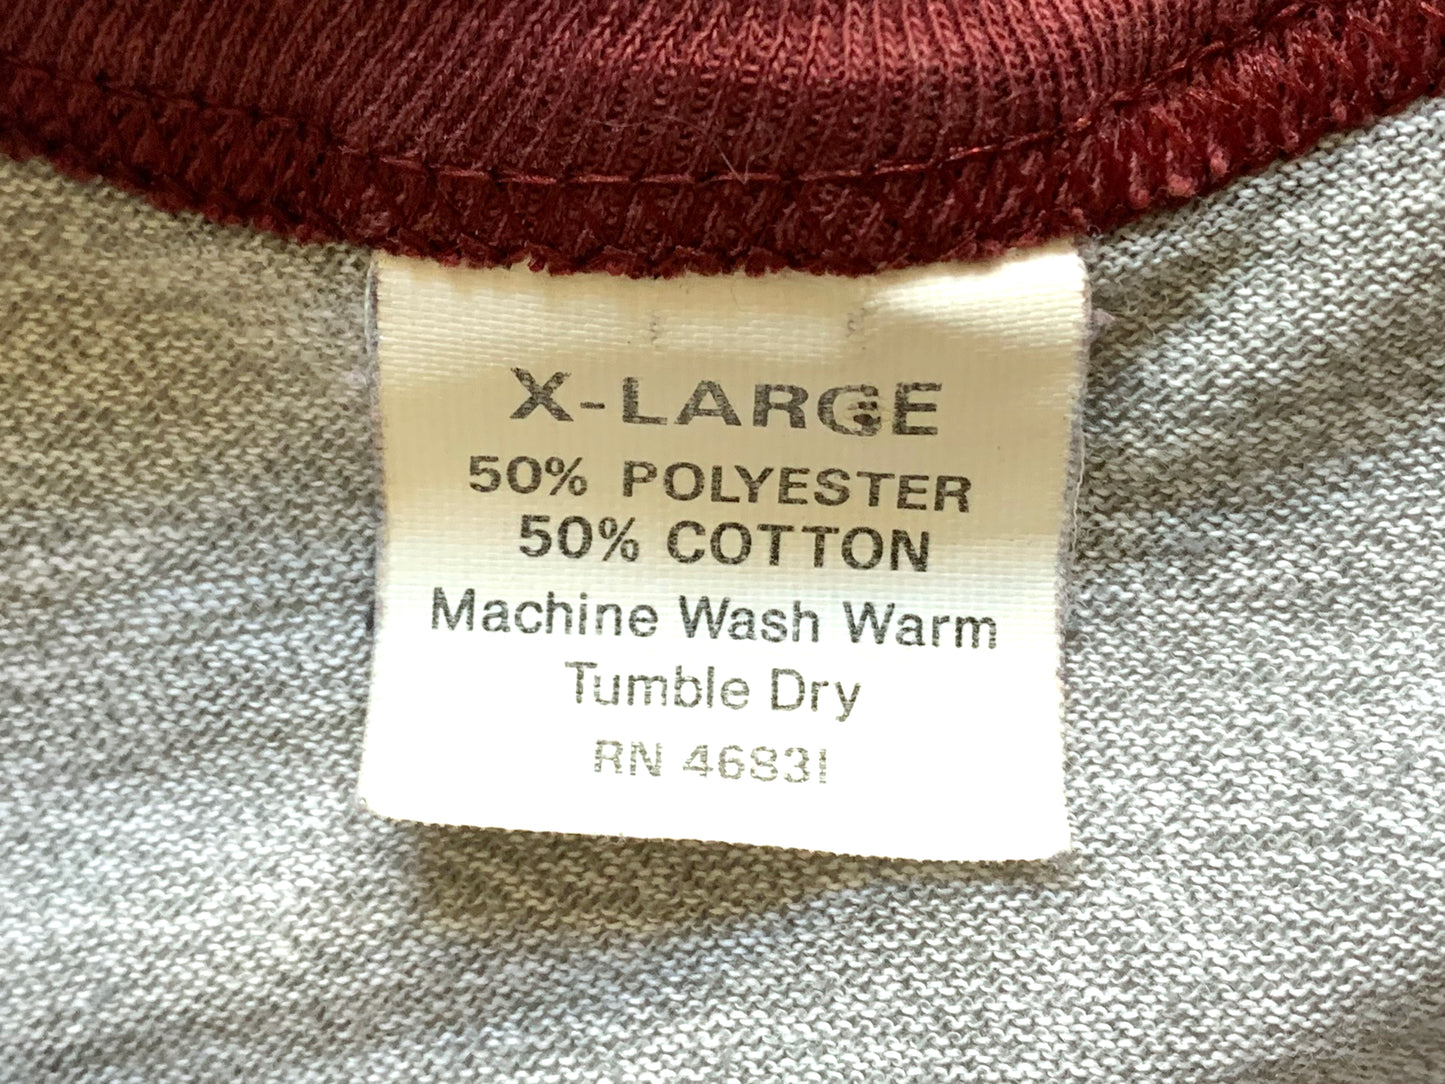 X-LARGE
50% POLYESTER
50% COTTON
Machine Wash Warm
Tumble Dry
RN 46831